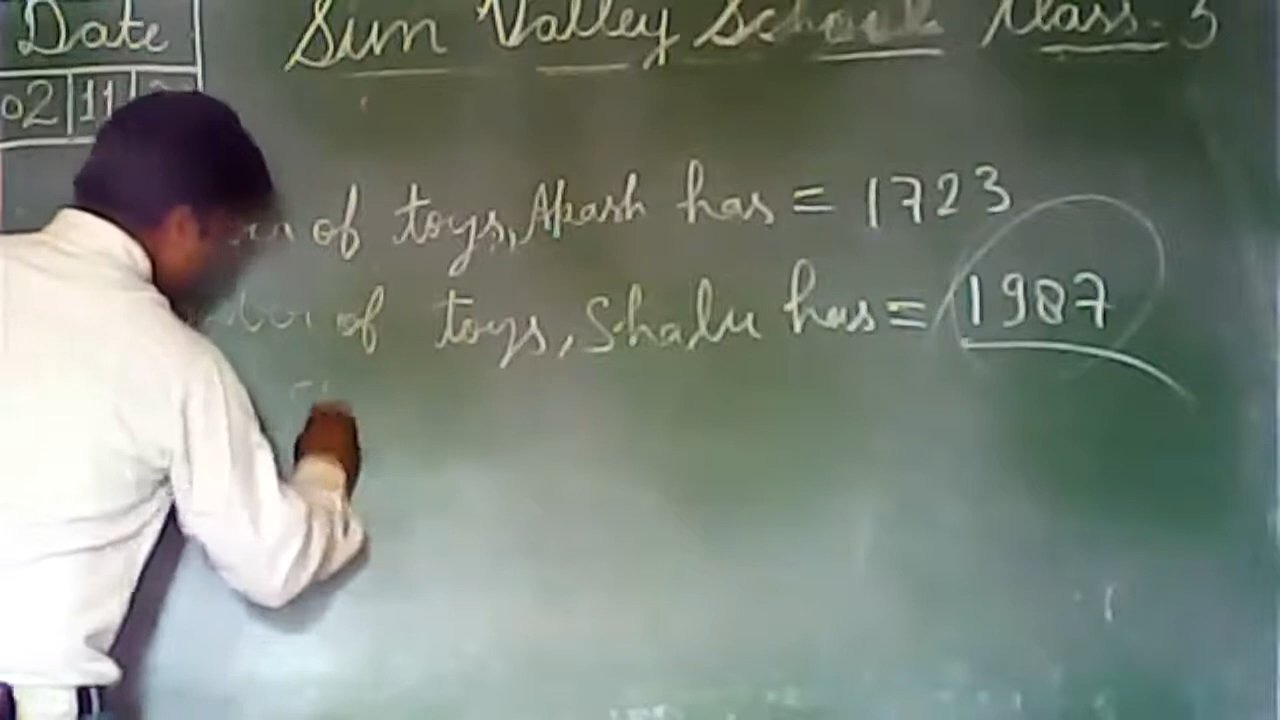 Date
Sun Valley School Class-3
02|11
of toys, Akash has = 1723
of toys, Shalu has = 1987